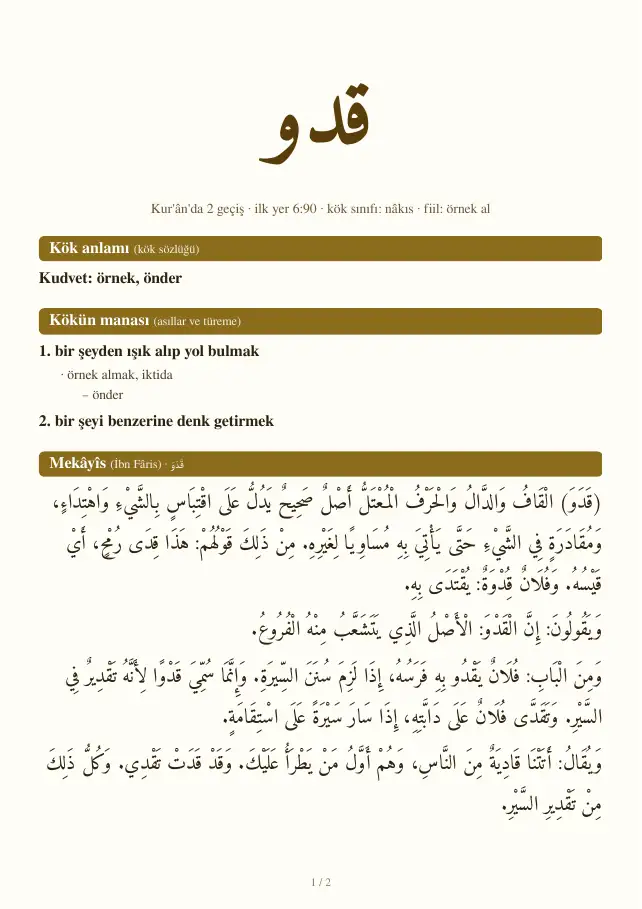 قدو
Kur'ân'da 2 geçiş · ilk yer 6:90 · kök sınıfı: nâkıs · fiil: örnek al
Kök anlamı (kök sözlüğü)
Kudvet: örnek, önder
Kökün manası (asıllar ve türeme)
1. bir şeyden ışık alıp yol bulmak
· örnek almak, iktida
– önder
2. bir şeyi benzerine denk getirmek
Mekâyîs (İbn Fâris) · قَدَوَ
(قَدَوَ) الْقَافُ وَالدَّالُ وَالْحَرْفُ الْمُعْتَلُّ أَصْلٌ صَحِيحٌ يَدُلُّ عَلَى اقْتِبَاسٍ بِالشَّيْءِ وَاهْتِدَاءٍ،
وَمُقَادَرَةٍ فِي الشَّيْءِ حَتَّى يَأْتِيَ بِهِ مُسَاوِيًا لِغَيْرِهِ. مِنْ ذَلِكَ قَوْلُهُمْ: هَذَا قِدَى رُمْحٍ، أَيْ
قَيْسُهُ. وَفُلَانٌ قِدْوَةٌ: يُقْتَدَى بِهِ.
وَيَقُولُونَ: إِنَّ الْقَدْوَ: الْأَصْلُ الَّذِي يَتَشَعَّبُ مِنْهُ الْفُرُوعُ.
وَمِنَ الْبَابِ: فُلَانٌ يَقْدُو بِهِ فَرَسُهُ، إِذَا لَزِمَ سُنَنَ السِّيرَةِ. وَإِنَّمَا سُمِّيَ قَدْوًا لِأَنَّهُ تَقْدِيرٌ فِي
السَّيْرِ. وَتَقَدَّى فُلَانٌ عَلَى دَابَّتِهِ، إِذَا سَارَ سَيْرَةً عَلَى اسْتِقَامَةٍ.
وَيُقَالُ: أَتَتْنَا قَادِيَةٌ مِنَ النَّاسِ، وَهُمْ أَوَّلُ مَنْ يَطْرَأُ عَلَيْكَ. وَقَدْ قَدَتْ تَقْدِي. وَكُلُّ ذَلِكَ
مِنْ تَقْدِيرِ السَّيْرِ.
1 / 2